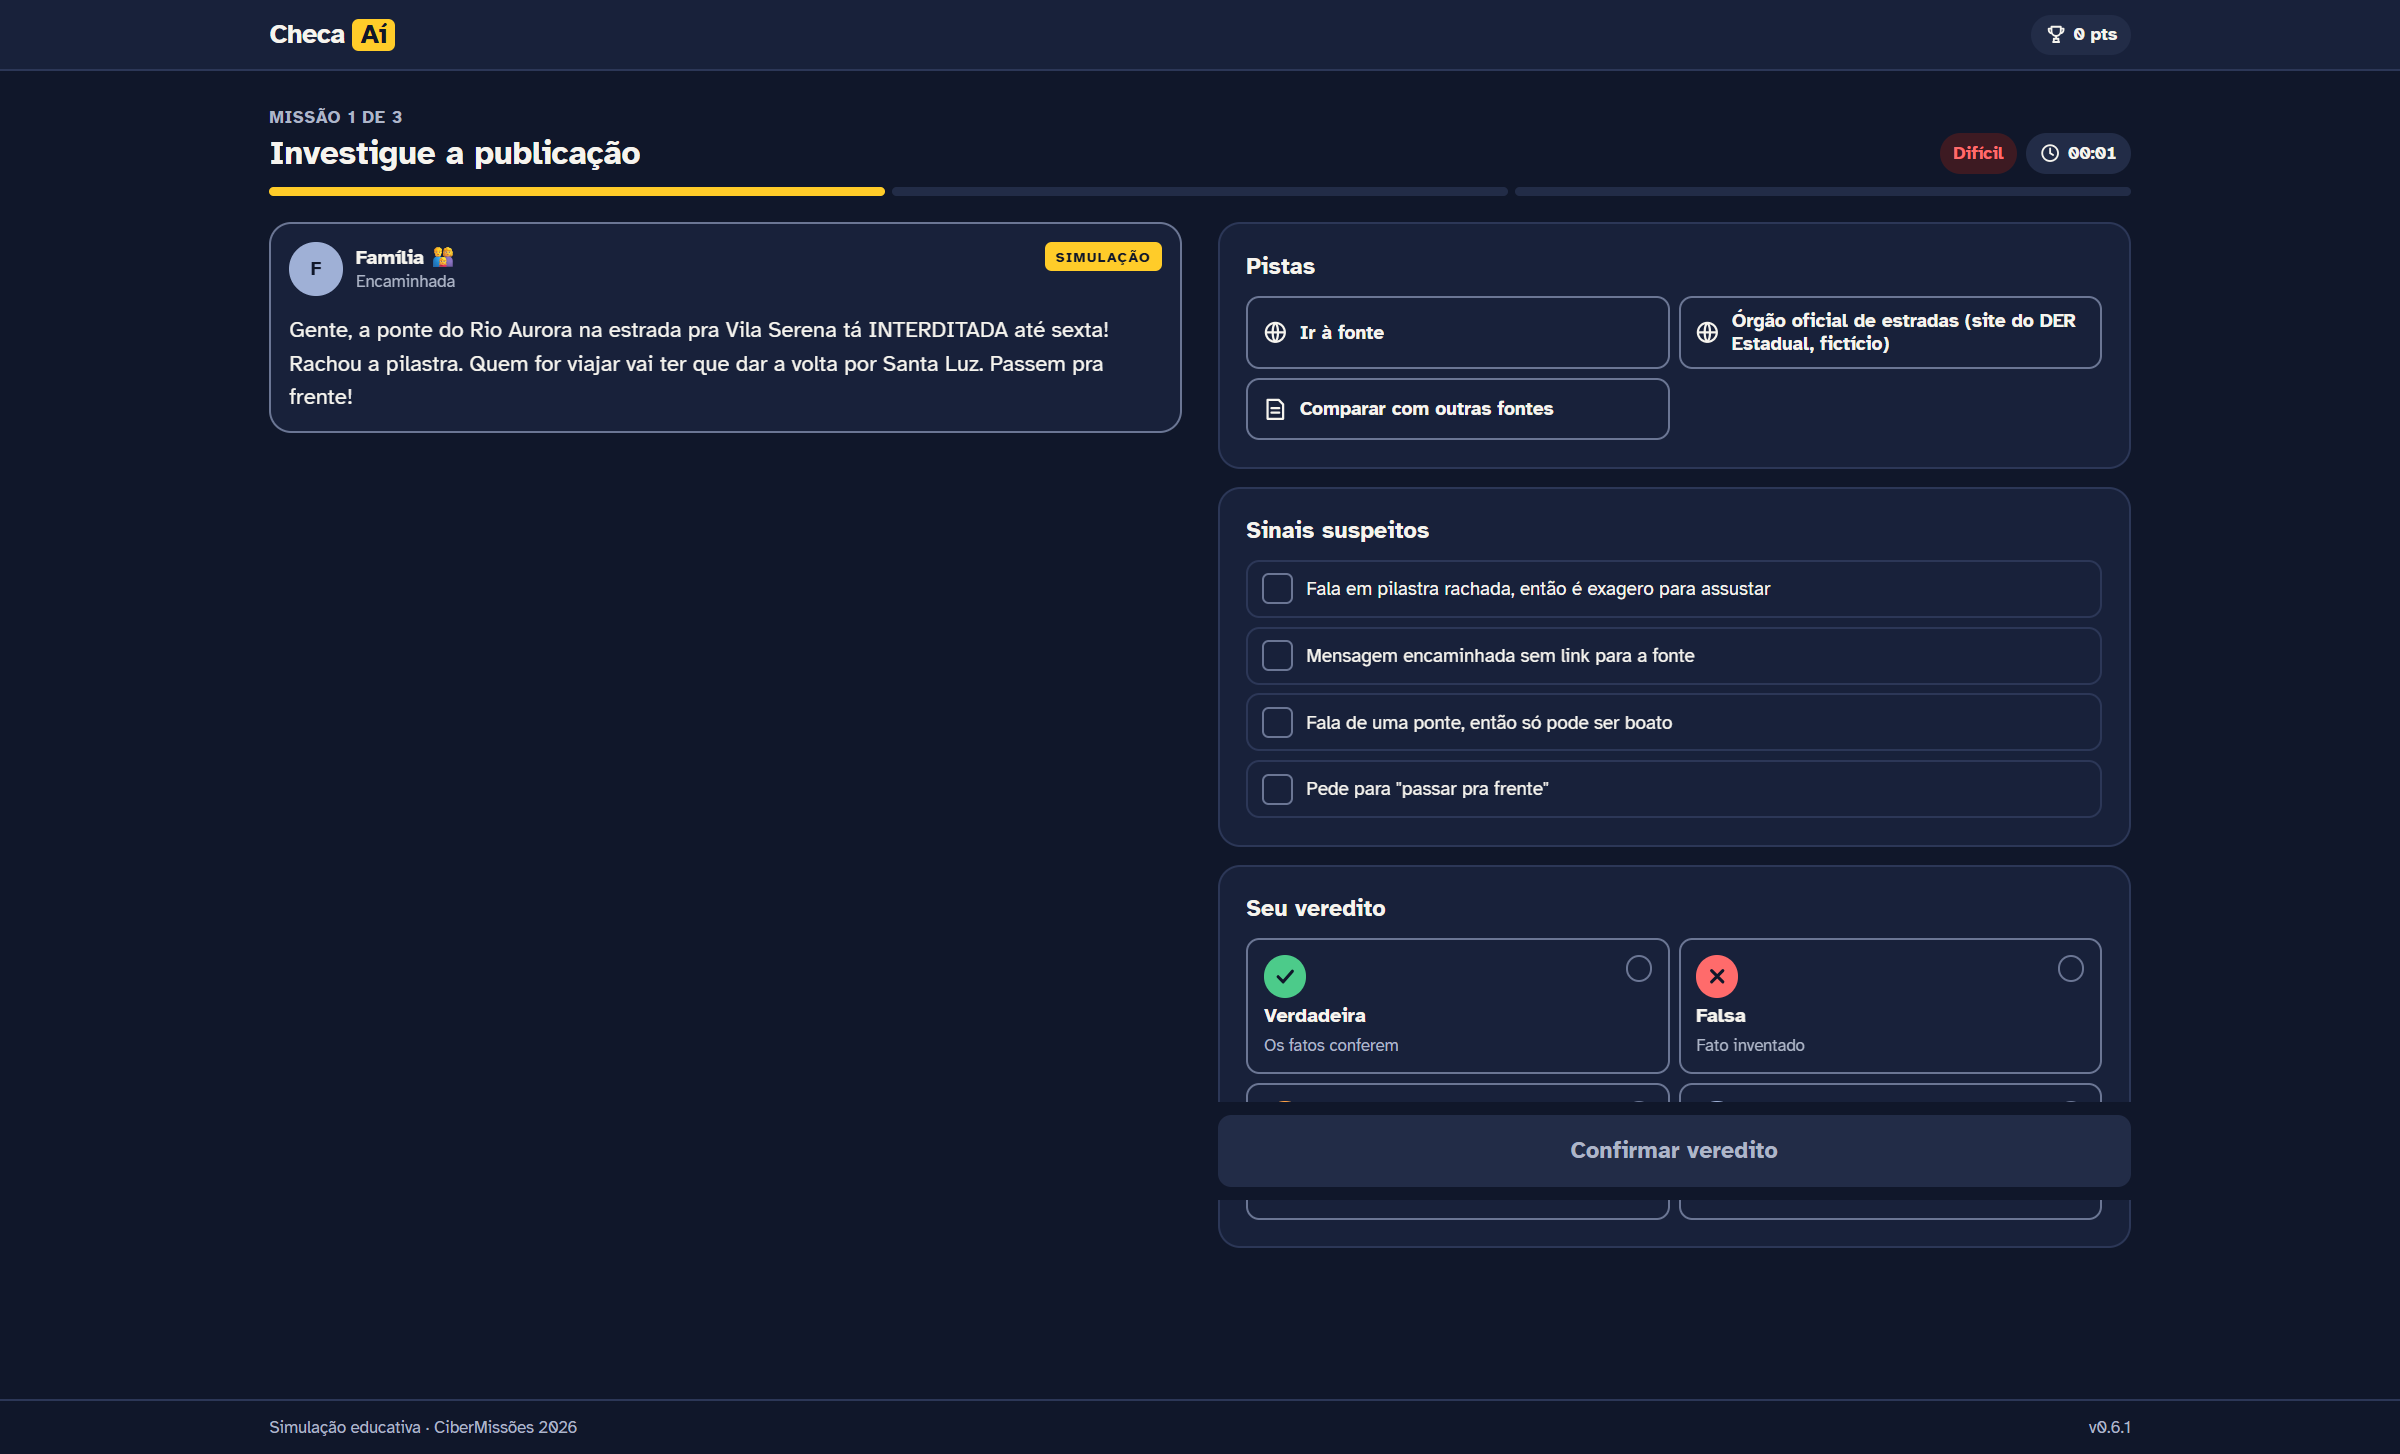 Checa Aí
0 pts
MISSÃO 1 DE 3
Investigue a publicação
Difícil
00:01
F
Família
Encaminhada
SIMULAÇÃO
Gente, a ponte do Rio Aurora na estrada pra Vila Serena tá INTERDITADA até sexta!
Rachou a pilastra. Quem for viajar vai ter que dar a volta por Santa Luz. Passem pra
frente!
Pistas
Ir à fonte
Órgão oficial de estradas (site do DER
Estadual, fictício)
Comparar com outras fontes
Sinais suspeitos
Fala em pilastra rachada, então é exagero para assustar
Mensagem encaminhada sem link para a fonte
Fala de uma ponte, então só pode ser boato
Pede para "passar pra frente"
Seu veredito
Verdadeira
Os fatos conferem
Falsa
Fato inventado
Confirmar veredito
Simulação educativa · CiberMissões 2026
v0.6.1